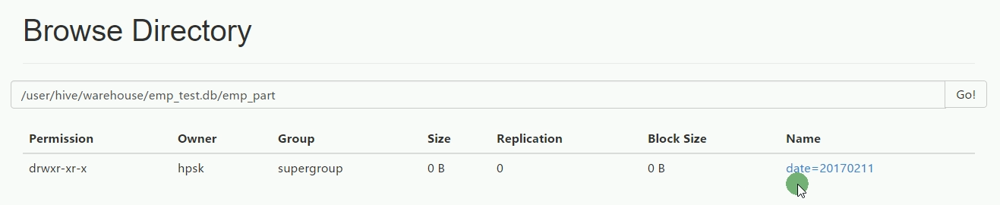 Browse Directory
/user/hive/warehouse/emp_test.db/emp_part Go!
Permission Owner Group Size Replication Block Size Name
drwxr-xr-x hpsk supergroup 0 B 0 0 B date=20170211